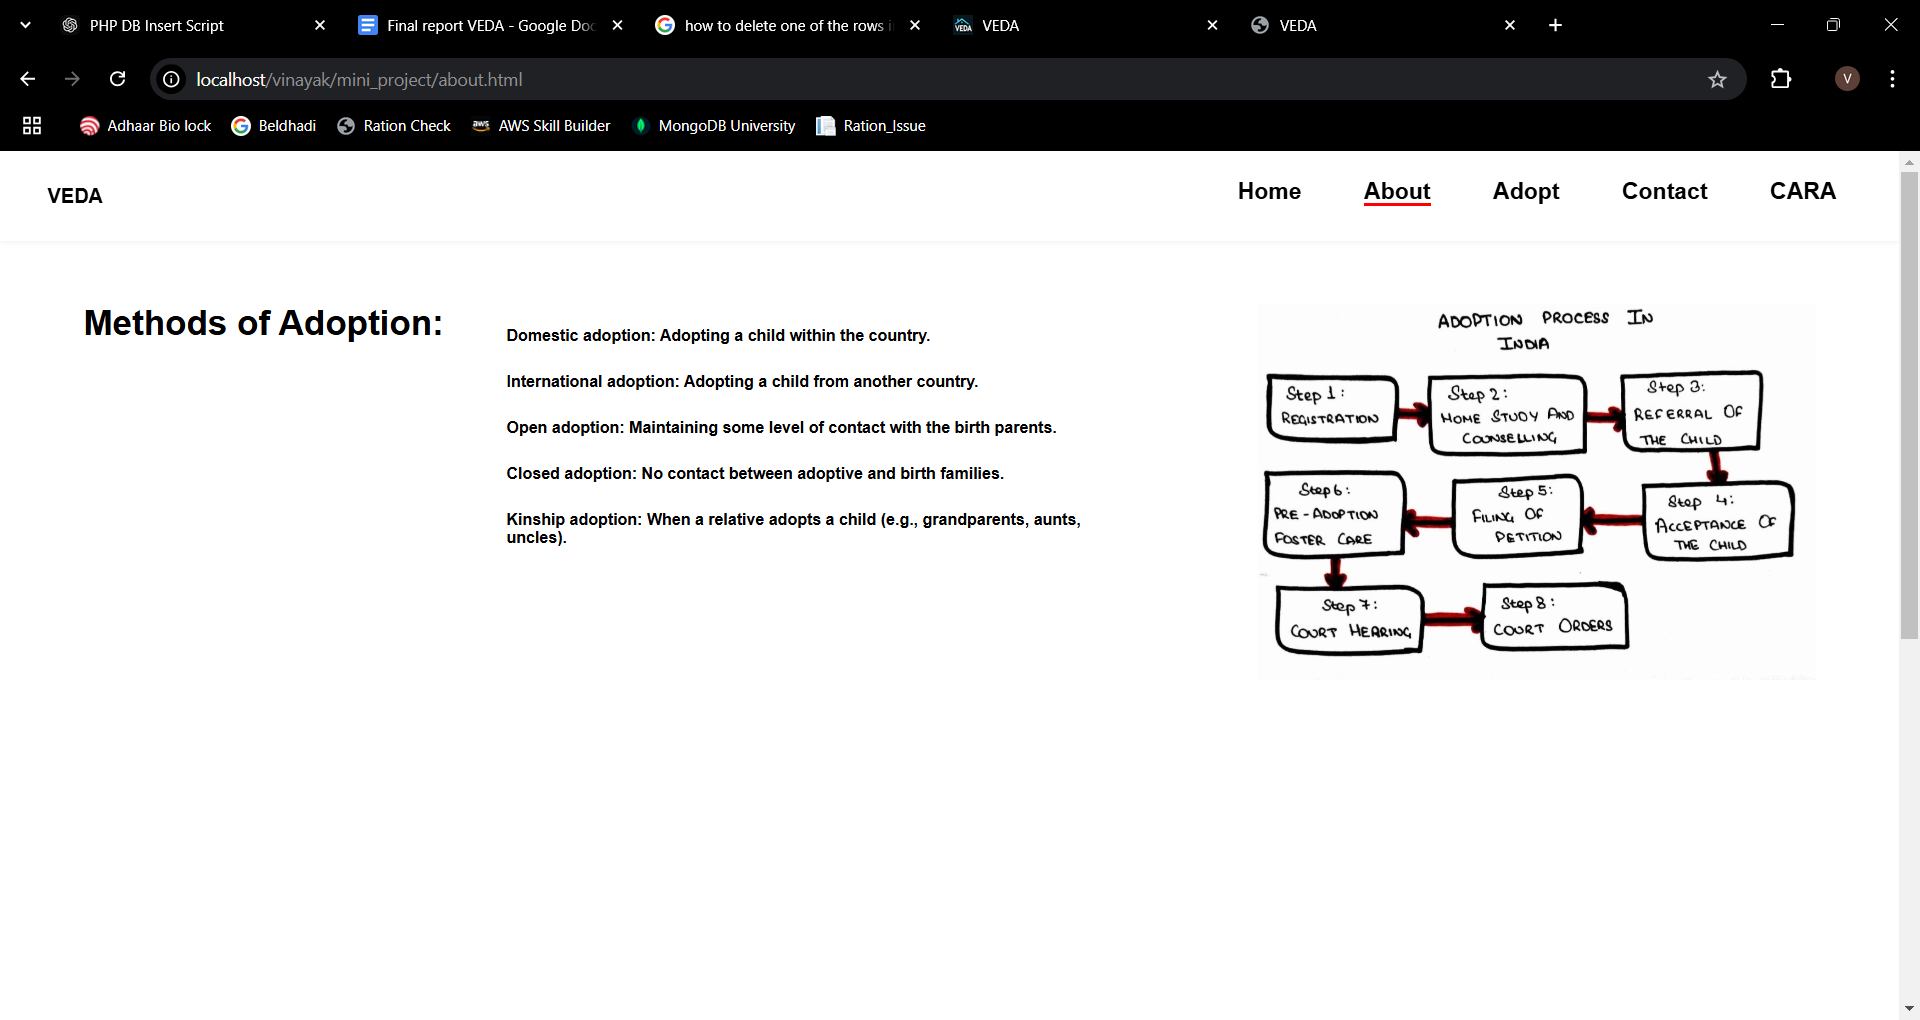 PHP DB Insert Script
Final report VEDA - Google Doc
how to delete one of the rows i
VEDA
VEDA
localhost/vinayak/mini_project/about.html
V
Adhaar Bio lock
Beldhadi
Ration Check
aws AWS Skill Builder
MongoDB University
Ration_Issue
VEDA
Home About Adopt Contact CARA
Methods of Adoption:
Domestic adoption: Adopting a child within the country.
International adoption: Adopting a child from another country.
Open adoption: Maintaining some level of contact with the birth parents.
Closed adoption: No contact between adoptive and birth families.
Kinship adoption: When a relative adopts a child (e.g., grandparents, aunts,
uncles).
ADOPTION PROCESS IN
INDIA
Step 1:
REGISTRATION
Step 2:
HOME STUDY AND
COUNSELLING
Step 3:
REFERRAL OF
THE CHILD
Step 4:
ACCEPTANCE OF
THE CHILD
Step 5:
FILING OF
PETITION
Step 6:
PRE-ADOPTION
FOSTER CARE
Step 7:
COURT HEARING
Step 8:
COURT ORDERS